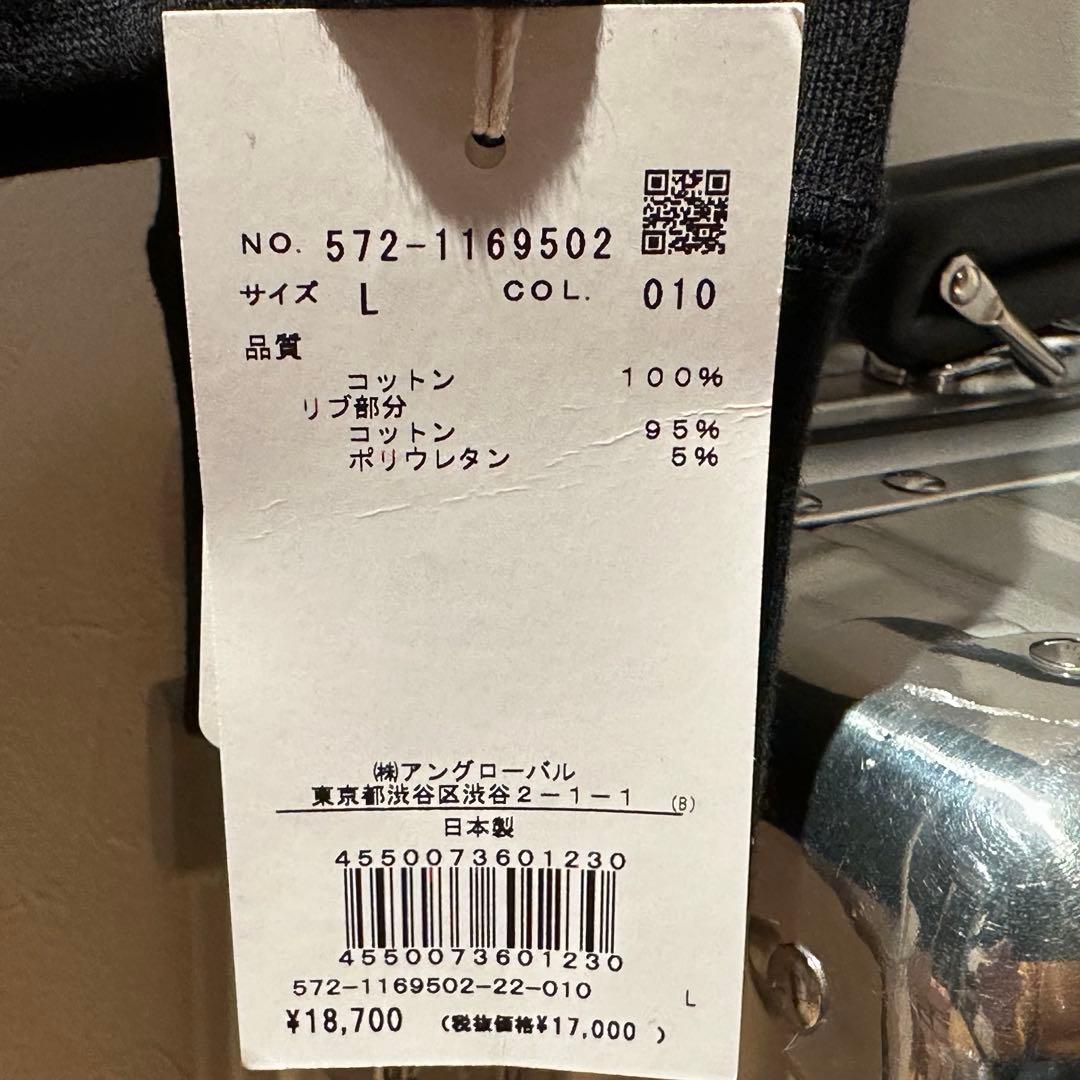 NO. 572-1169502
サイズ L COL. 010
品質
コットン 100%
リブ部分
コットン 95%
ポリウレタン 5%
㈱アングローバル
東京都渋谷区渋谷2-1-1 (B)
日本製
4550073601230
4550073601230
572-1169502-22-010 L
¥18,700 (税抜価格¥17,000 )